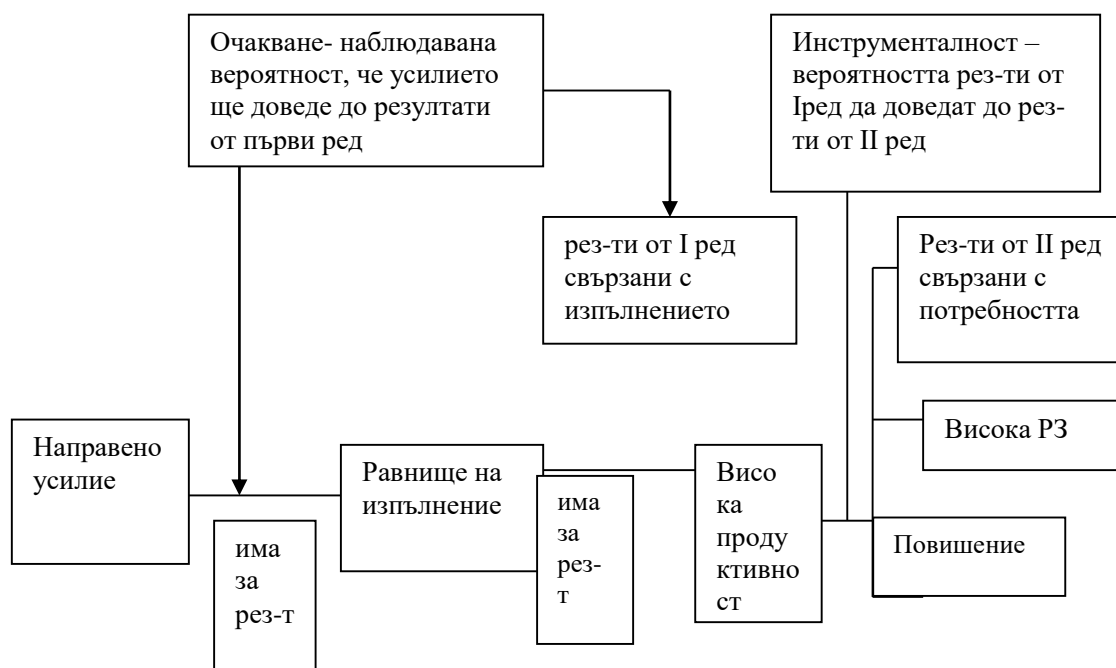 Очакване- наблюдавана
вероятност, че усилието
ще доведе до резултати
от първи ред
Инструменталност –
вероятността рез-ти от
Iред да доведат до рез-
ти от II ред
рез-ти от I ред
свързани с
изпълнението
Рез-ти от II ред
свързани с
потребността
Висока РЗ
Направено
усилие
има
за
рез-т
Равнище на
изпълнение
има
за
рез-
т
Висо
ка
проду
ктивно
ст
Повишение